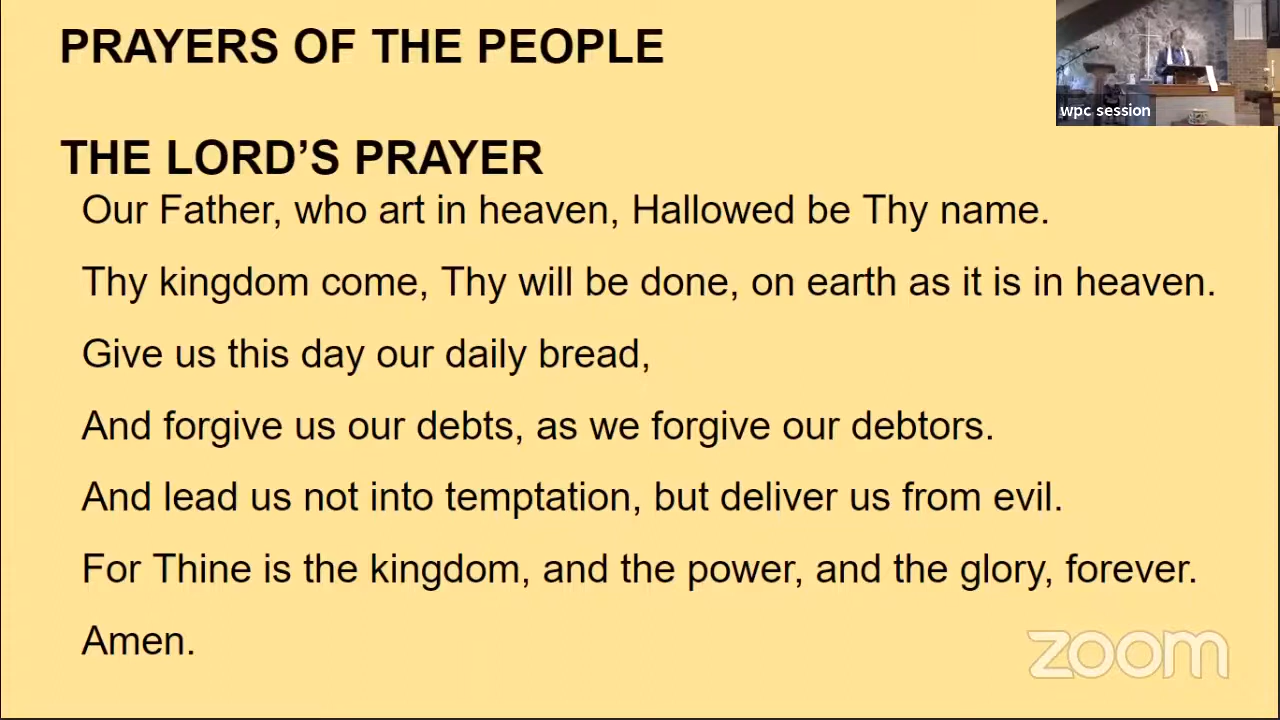 PRAYERS OF THE PEOPLE
wpc session
THE LORD’S PRAYER
Our Father, who art in heaven, Hallowed be Thy name.
Thy kingdom come, Thy will be done, on earth as it is in heaven.
Give us this day our daily bread,
And forgive us our debts, as we forgive our debtors.
And lead us not into temptation, but deliver us from evil.
For Thine is the kingdom, and the power, and the glory, forever.
Amen.
zoom